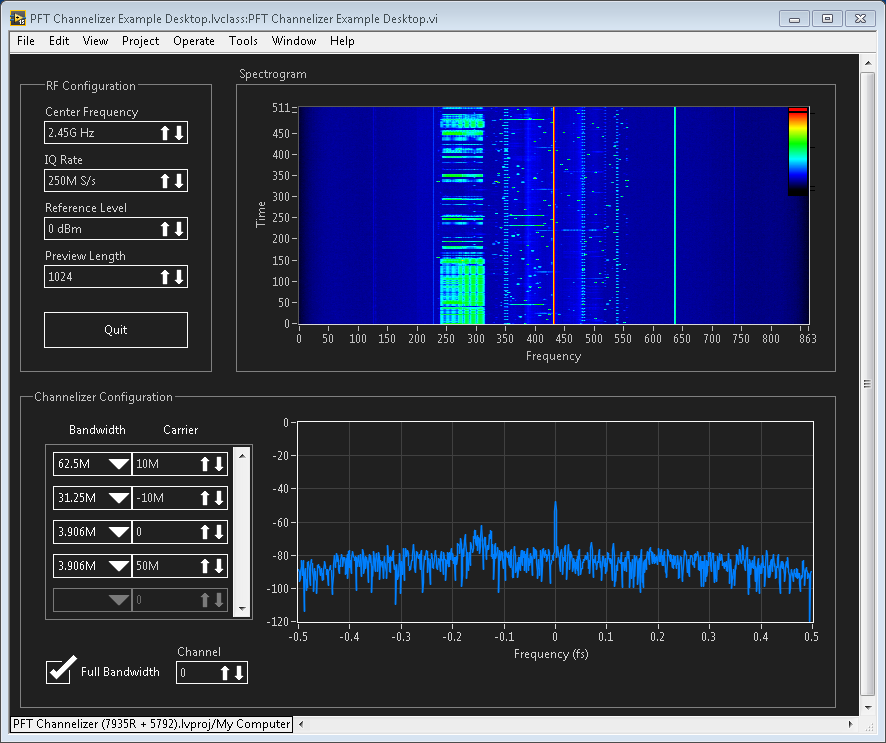 PFT Channelizer Example Desktop.lvclass:PFT Channelizer Example Desktop.vi
File Edit View Project Operate Tools Window Help
RF Configuration
Center Frequency
2.45G Hz
IQ Rate
250M S/s
Reference Level
0 dBm
Preview Length
1024
Quit
Spectrogram
Time
511
450
400
350
300
250
200
150
100
50
0
0 50 100 150 200 250 300 350 400 450 500 550 600 650 700 750 800 863
Frequency
Channelizer Configuration
Bandwidth Carrier
62.5M 10M
31.25M -10M
3.906M 0
3.906M 50M
0
Full Bandwidth
Channel
0
0
-20
-40
-60
-80
-100
-120
-0.5 -0.4 -0.3 -0.2 -0.1 0 0.1 0.2 0.3 0.4 0.5
Frequency (fs)
PFT Channelizer (7935R + 5792).lvproj/My Computer